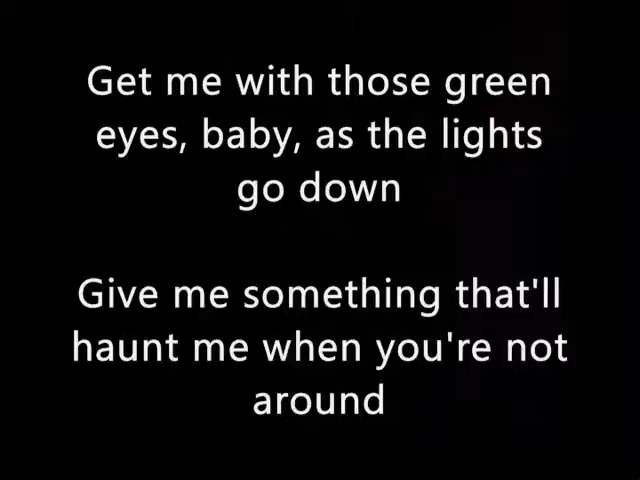 Get me with those green
eyes, baby, as the lights
go down
Give me something that'll
haunt me when you're not
around